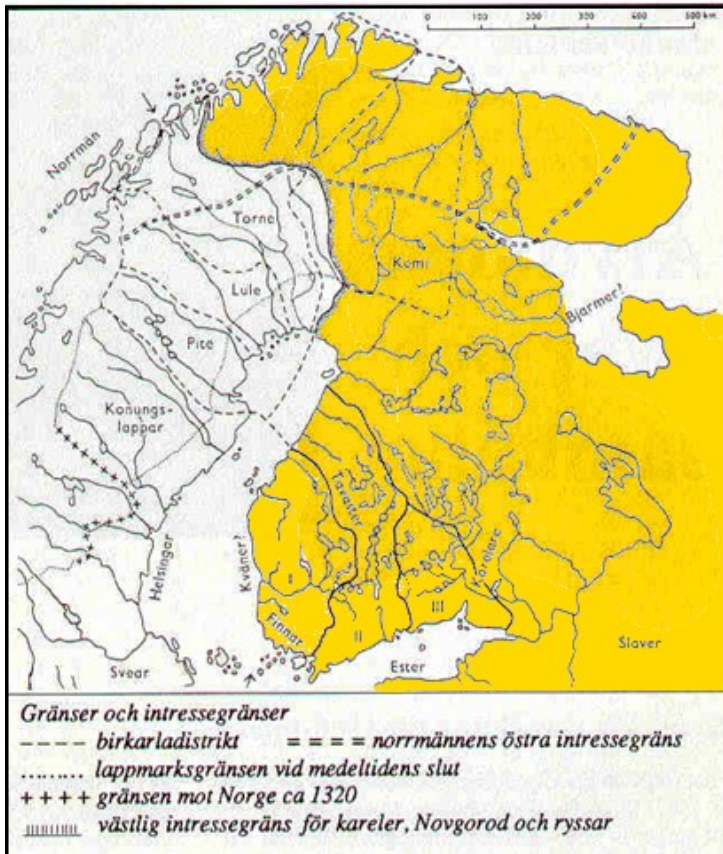 0 100 200 300 400 500 km
Norrmän
Torne
Kemi
Lule
Bjarmer?
Pite
Konungs-
lappar
Tavaster
Karelare
Helsingar
Kväner?
I
Finnar
II
III
Slaver
Svear
Ester
Gränser och intressegränser
birkarladistrikt
norrmännens östra intressegräns
lappmarksgränsen vid medeltidens slut
gränsen mot Norge ca 1320
västlig intressegräns för kareler, Novgorod och ryssar